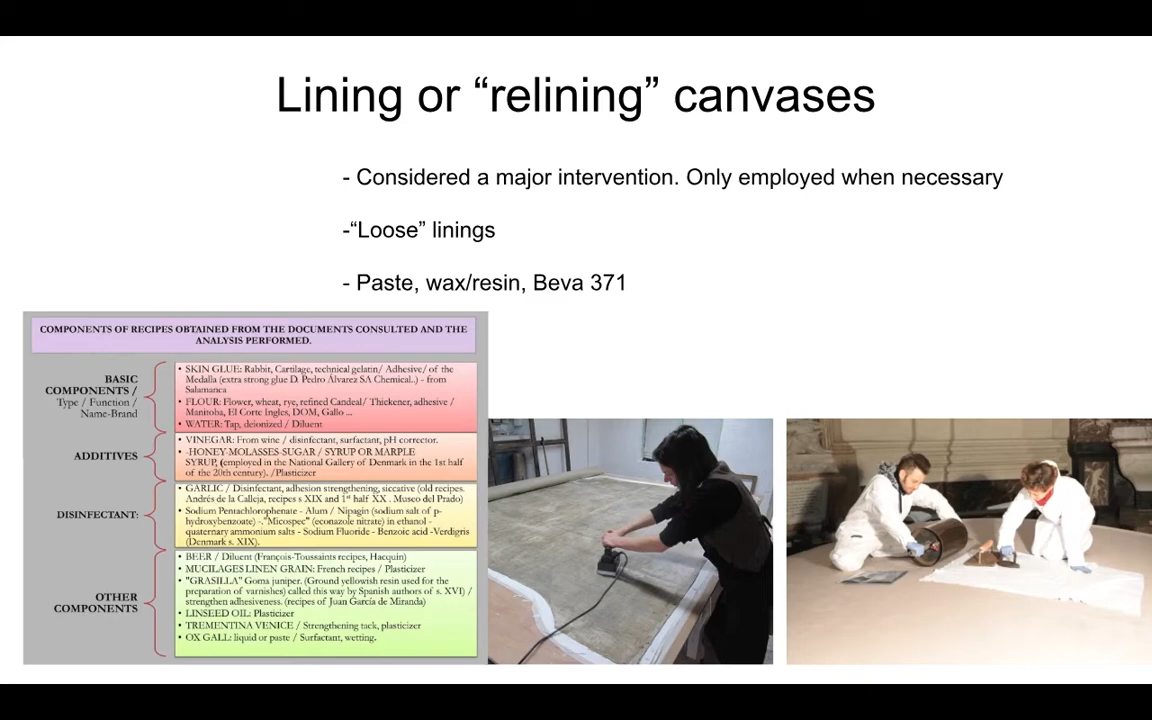 Lining or “relining” canvases
- Considered a major intervention. Only employed when necessary
-“Loose” linings
- Paste, wax/resin, Beva 371
COMPONENTS OF RECIPES OBTAINED FROM THE DOCUMENTS CONSULTED AND THE
ANALYSIS PERFORMED.
BASIC
COMPONENTS /
Type / Function /
Name-Brand
• SKIN GLUE: Rabbit, Cartilage, technical gelatin/ Adhesive/ of the
Medalla (extra strong glue D. Pedro Álvarez SA Chemical..) - from
Salamanca
• FLOUR: Flower, wheat, rye, refined Candeal/ Thickener, adhesive /
Manitoba, El Corte Ingles, DOM, Gallo ...
• WATER: Tap, deionized / Diluent
ADDITIVES
• VINEGAR: From wine / disinfectant, surfactant, pH corrector.
• -HONEY-MOLASSES-SUGAR / SYRUP OR MARPLE
SYRUP, (employed in the National Gallery of Denmark in the 1st half
of the 20th century). /Plasticizer
DISINFECTANT:
• GARLIC / Disinfectant, adhesion strengthening, siccative (old recipes.
Andrés de la Calleja, recipes s XIX and 1st half XX . Museo del Prado)
• Sodium Pentachlorophenate - Alum / Nipagin (sodium salt of p-
hydroxybenzoate) -."Micospec" (econazole nitrate) in ethanol -
quaternary ammonium salts - Sodium Fluoride - Benzoic acid -Verdigris
(Denmark s. XIX).
OTHER
COMPONENTS
• BEER / Diluent (François-Toussaints recipes, Hacquin)
• MUCILAGES LINEN GRAIN: French recipes / Plasticizer
• "GRASILLA" Goma juniper. (Ground yellowish resin used for the
preparation of varnishes) called this way by Spanish authors of s. XVI) /
strengthen adhesiveness. (recipes of Juan García de Miranda)
• LINSEED OIL: Plasticizer
• TREMENTINA VENICE / Strengthening tack, plasticizer
• OX GALL: liquid or paste / Surfactant, wetting.